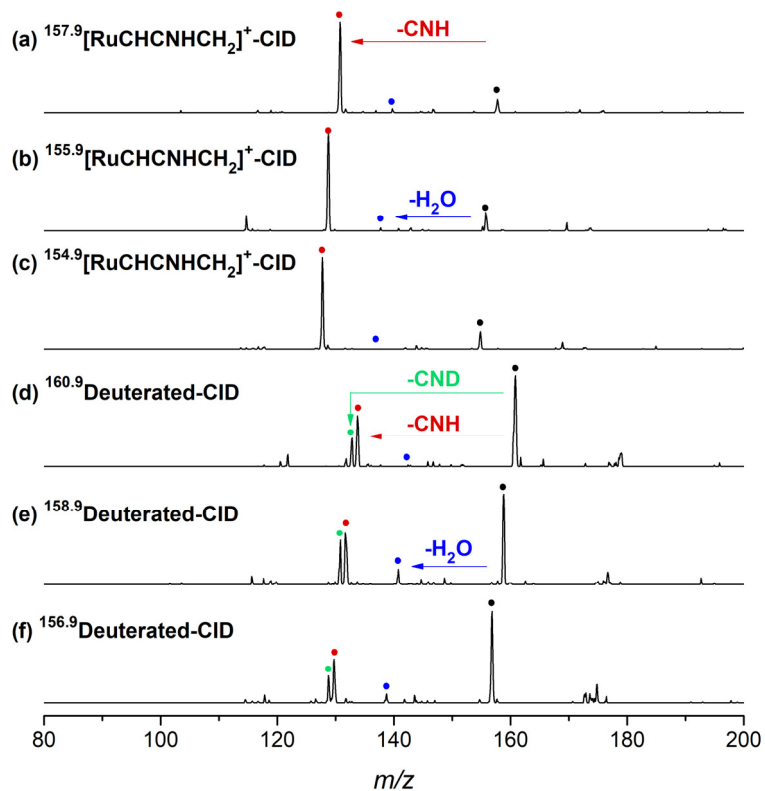 (a) ¹⁵⁷·⁹[RuCHCNHCH₂]⁺-CID
-CNH
(b) ¹⁵⁵·⁹[RuCHCNHCH₂]⁺-CID
-H₂O
(c) ¹⁵⁴·⁹[RuCHCNHCH₂]⁺-CID
(d) ¹⁶⁰·⁹Deuterated-CID
-CND
-CNH
(e) ¹⁵⁸·⁹Deuterated-CID
-H₂O
(f) ¹⁵⁶·⁹Deuterated-CID
80 100 120 140 160 180 200
m/z